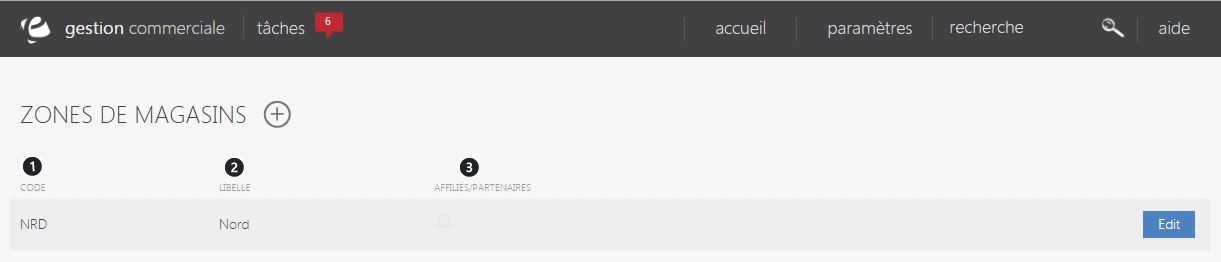 gestion commerciale tâches 6 accueil paramètres recherche aide
ZONES DE MAGASINS
1 2 3
CODE LIBELLE AFFILIÉS/PARTENAIRES
NRD Nord Edit